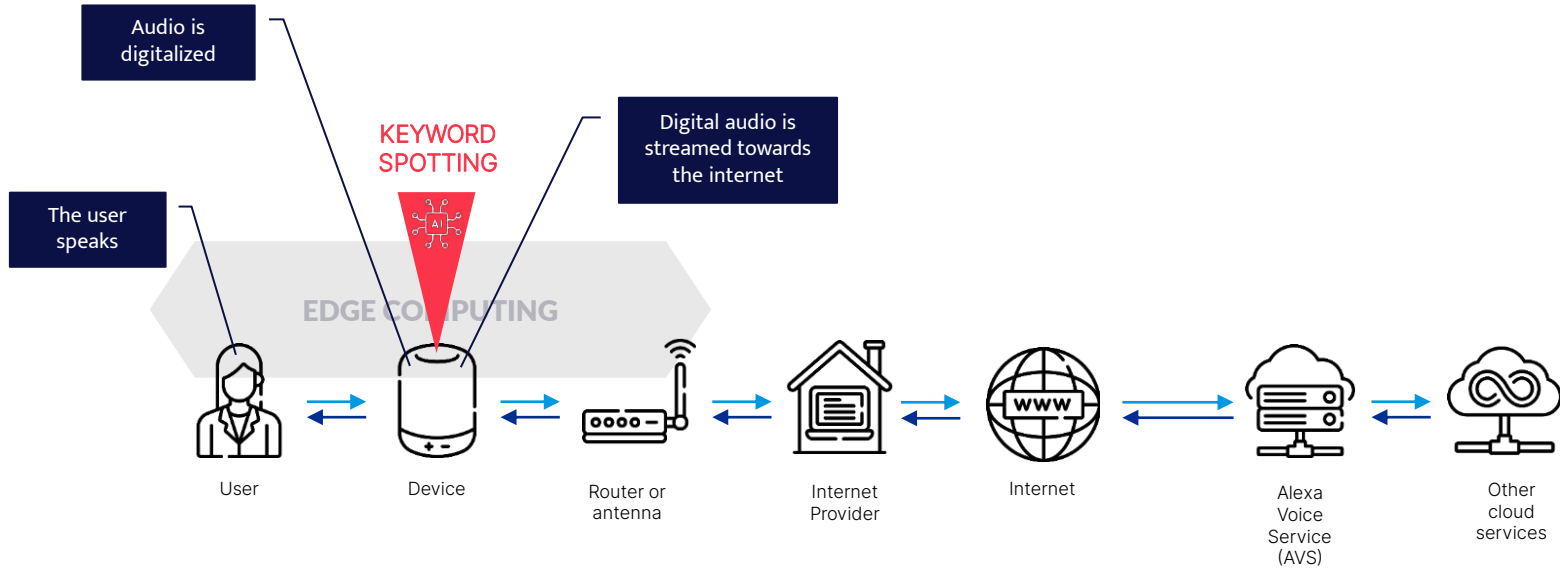 Audio is
digitalized
KEYWORD
SPOTTING
Digital audio is
streamed towards
the internet
The user
speaks
AI
EDGE COMPUTING
WWW
User
Device
Router or
antenna
Internet
Provider
Internet
Alexa
Voice
Service
(AVS)
Other
cloud
services